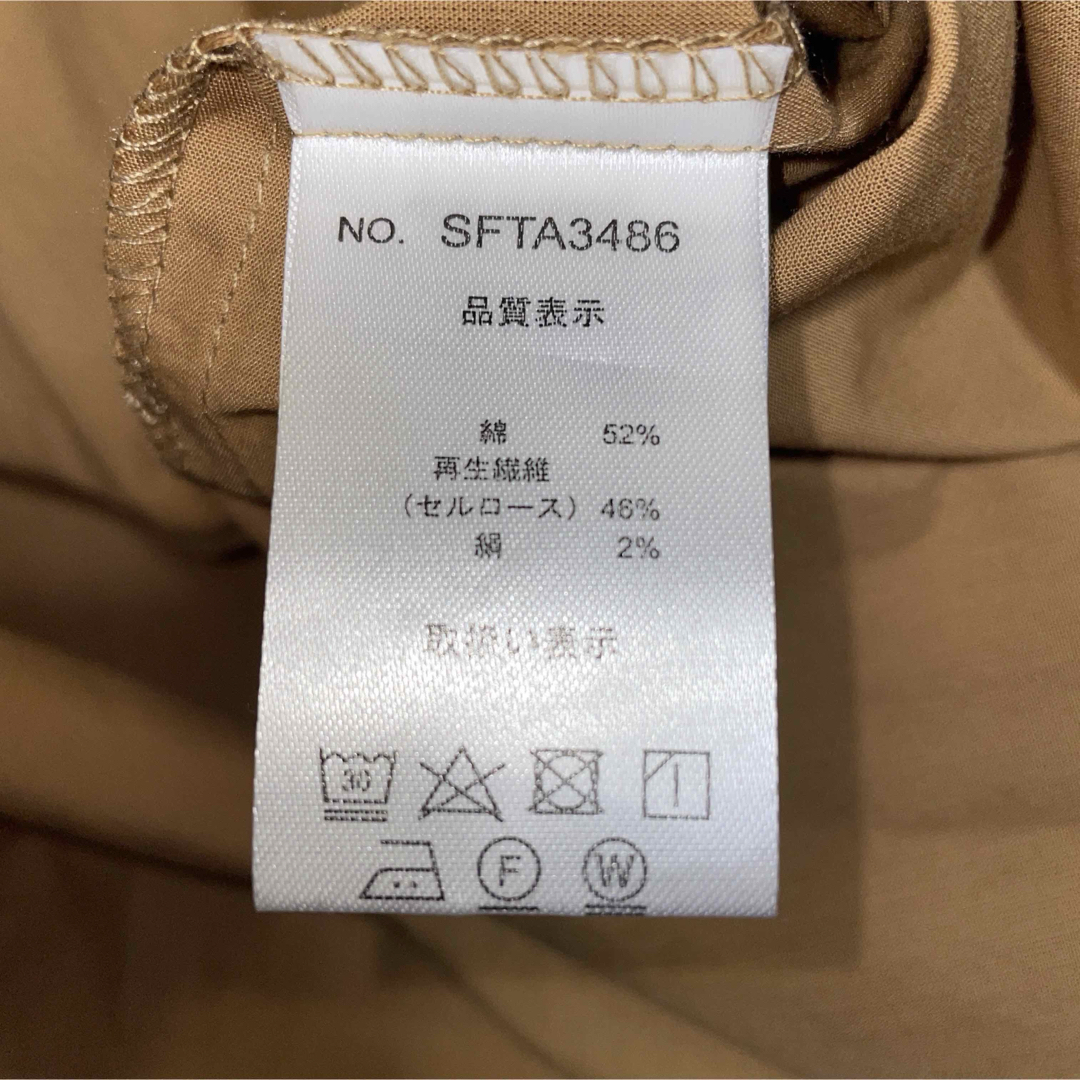 NO. SFTA3486
品質表示
綿 52%
再生繊維
(セルロース) 46%
絹 2%
取扱い表示
30
F W